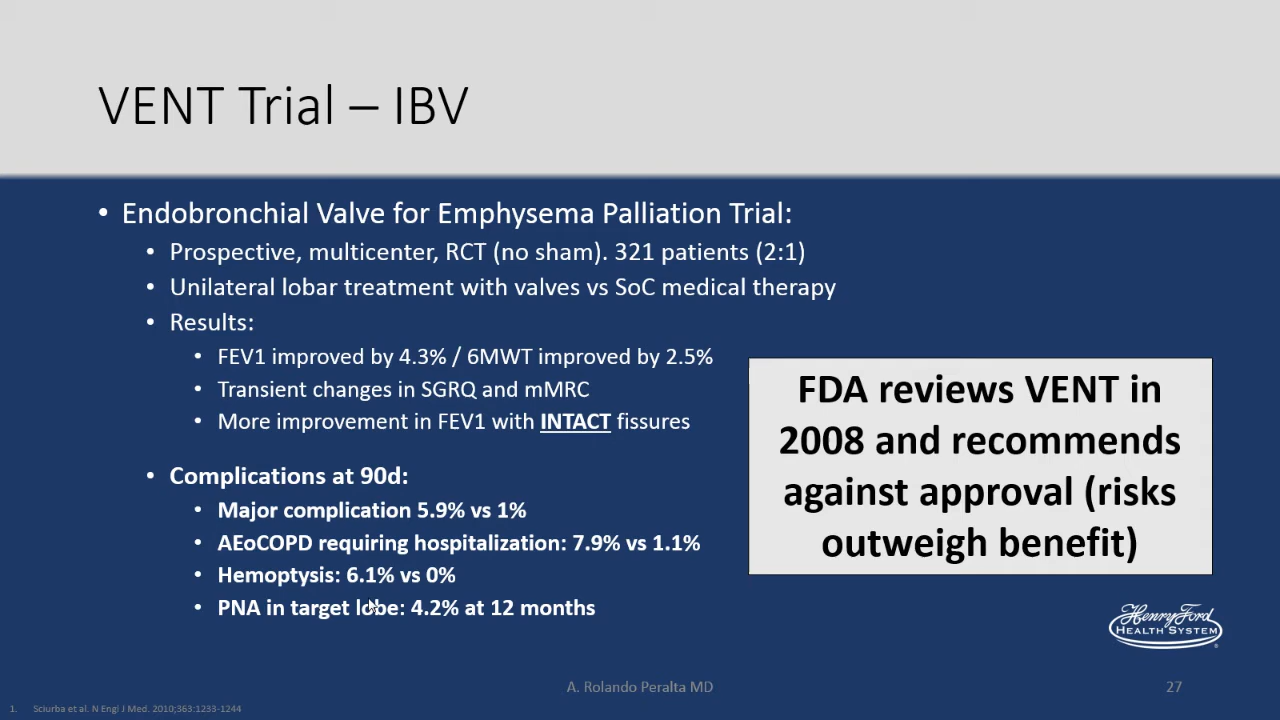 VENT Trial – IBV
• Endobronchial Valve for Emphysema Palliation Trial:
• Prospective, multicenter, RCT (no sham). 321 patients (2:1)
• Unilateral lobar treatment with valves vs SoC medical therapy
• Results:
• FEV1 improved by 4.3% / 6MWT improved by 2.5%
• Transient changes in SGRQ and mMRC
• More improvement in FEV1 with INTACT fissures
• Complications at 90d:
• Major complication 5.9% vs 1%
• AEoCOPD requiring hospitalization: 7.9% vs 1.1%
• Hemoptysis: 6.1% vs 0%
• PNA in target lobe: 4.2% at 12 months
FDA reviews VENT in
2008 and recommends
against approval (risks
outweigh benefit)
Henry Ford
HEALTH SYSTEM®
A. Rolando Peralta MD
27
1. Sciurba et al. N Engl J Med. 2010;363:1233-1244